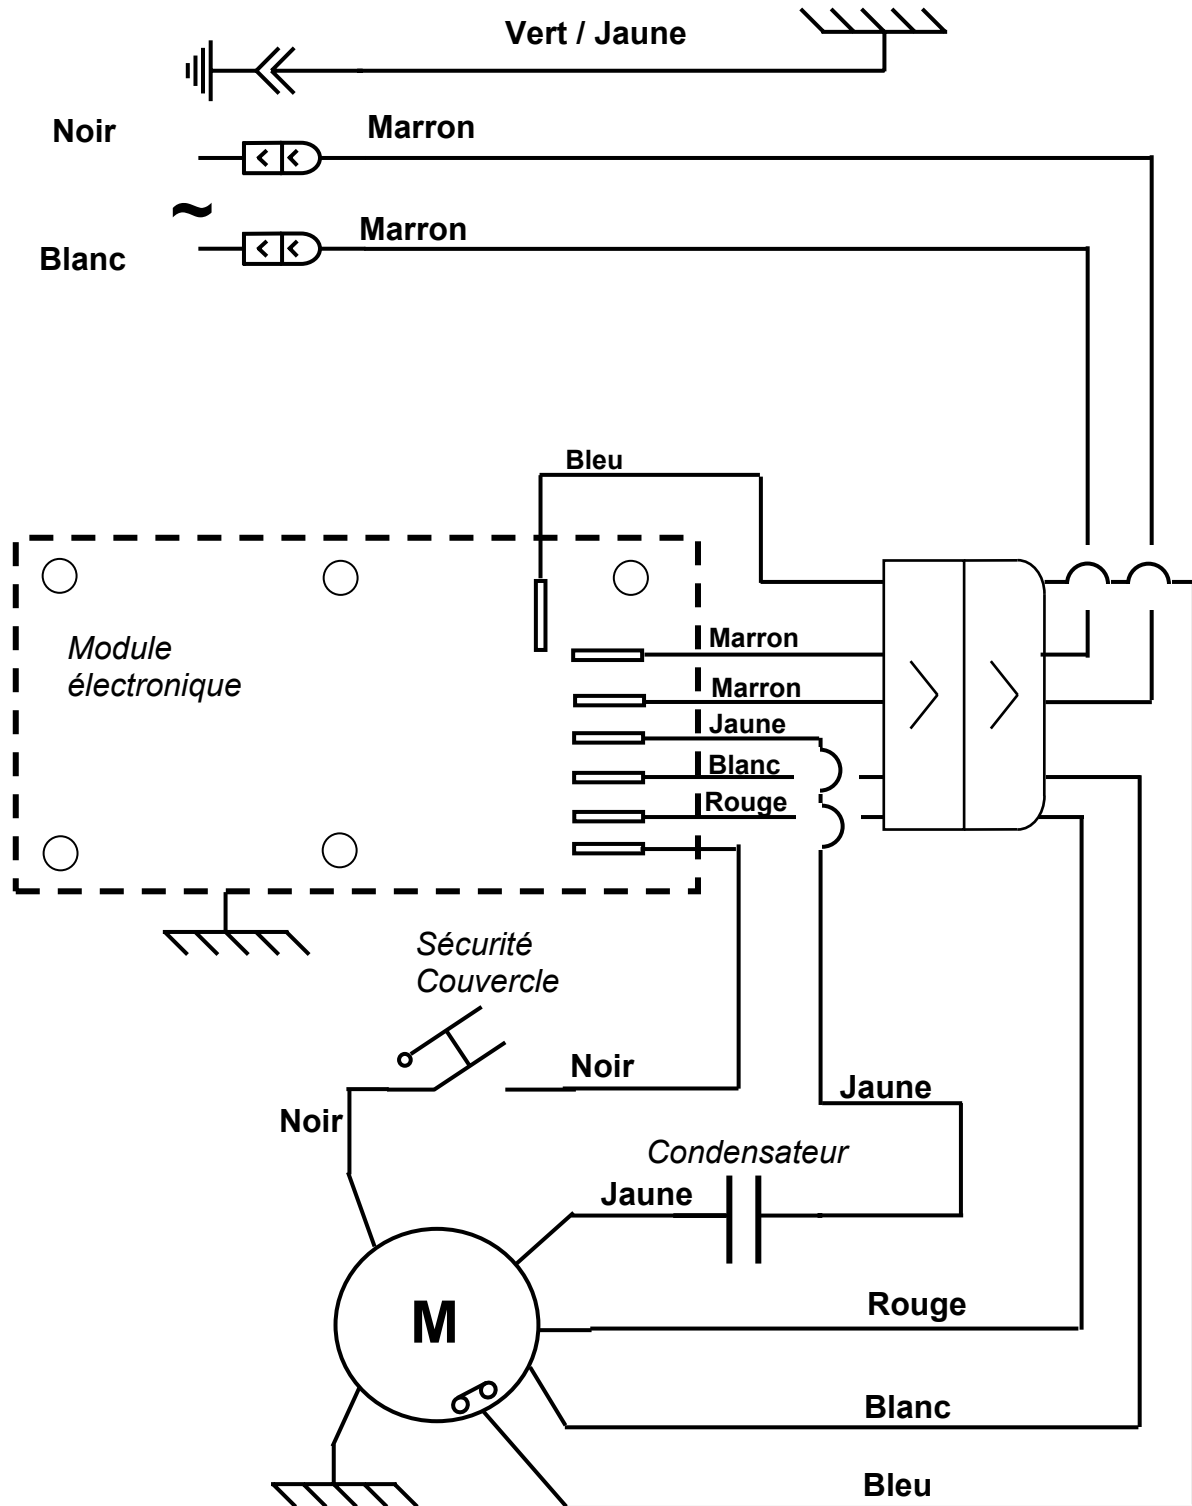 Vert / Jaune
Noir
Marron
~
Marron
Blanc
Bleu
Module
électronique
Marron
Marron
Jaune
Blanc
Rouge
Sécurité
Couvercle
Noir
Jaune
Noir
Condensateur
Jaune
Rouge
M
Blanc
Bleu